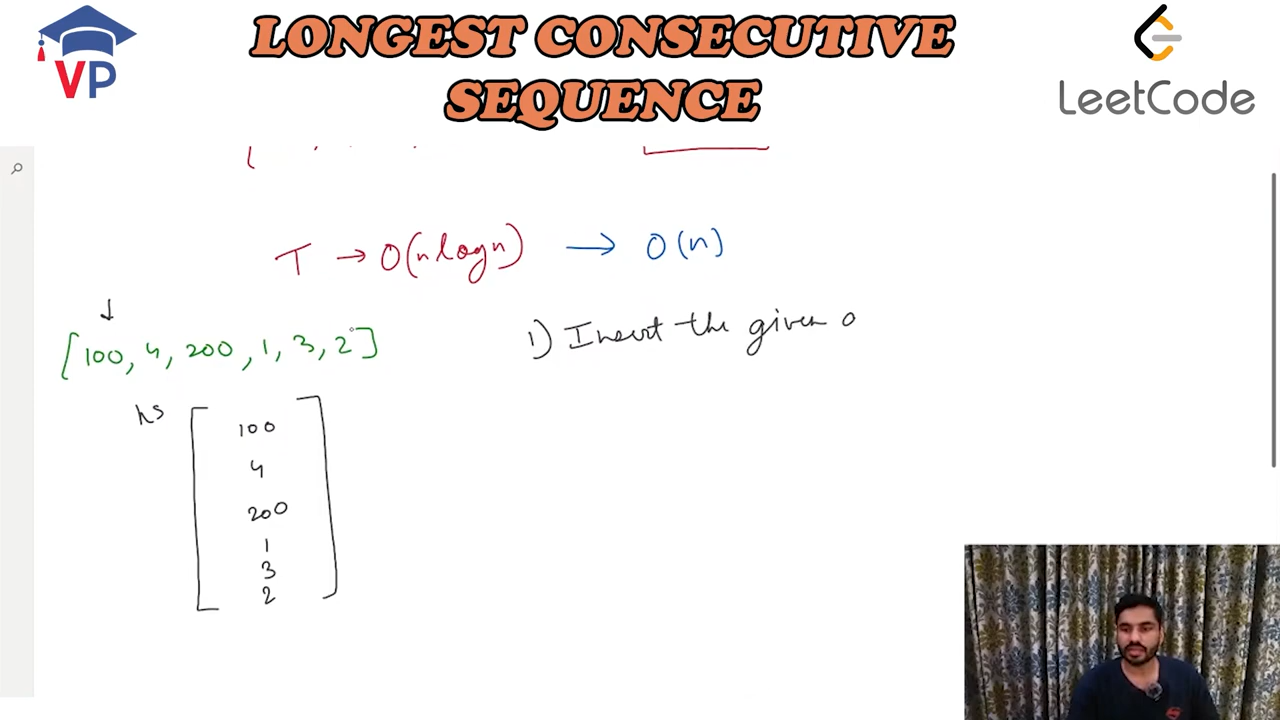 VP
LONGEST CONSECUTIVE
SEQUENCE
LeetCode
T → O(n logn) → O(n)
[100, 4, 200, 1, 3, 2]
1) Insert the given a
hs
100
4
200
1
3
2